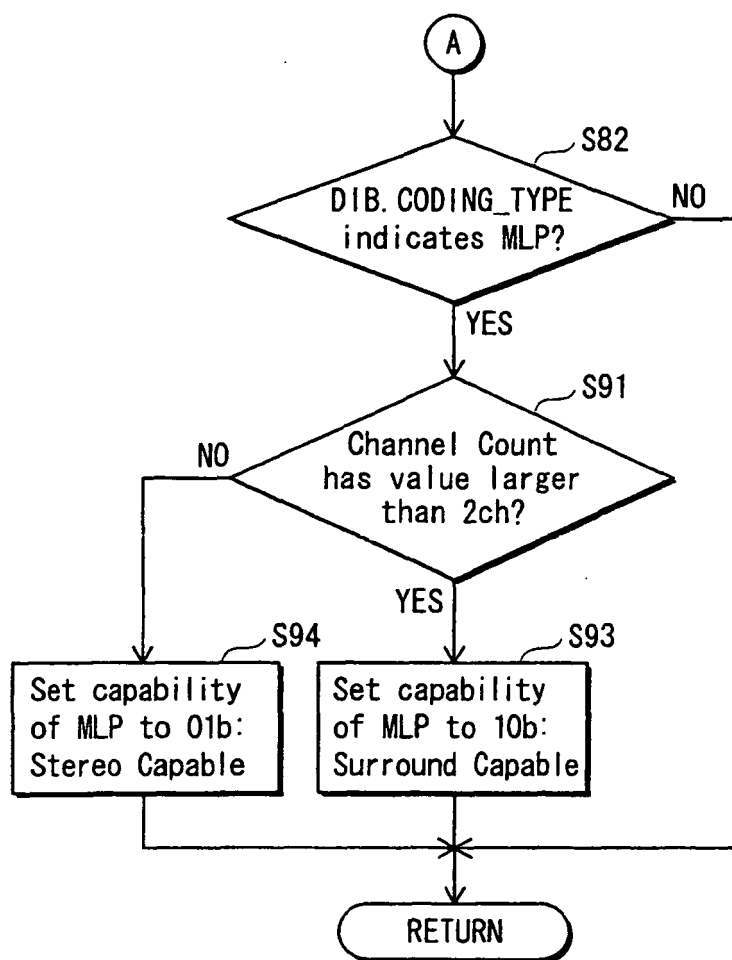 A
S82
DIB.CODING_TYPE
indicates MLP?
NO
YES
S91
Channel Count
has value larger
than 2ch?
NO
YES
S94
Set capability
of MLP to 01b:
Stereo Capable
S93
Set capability
of MLP to 10b:
Surround Capable
RETURN